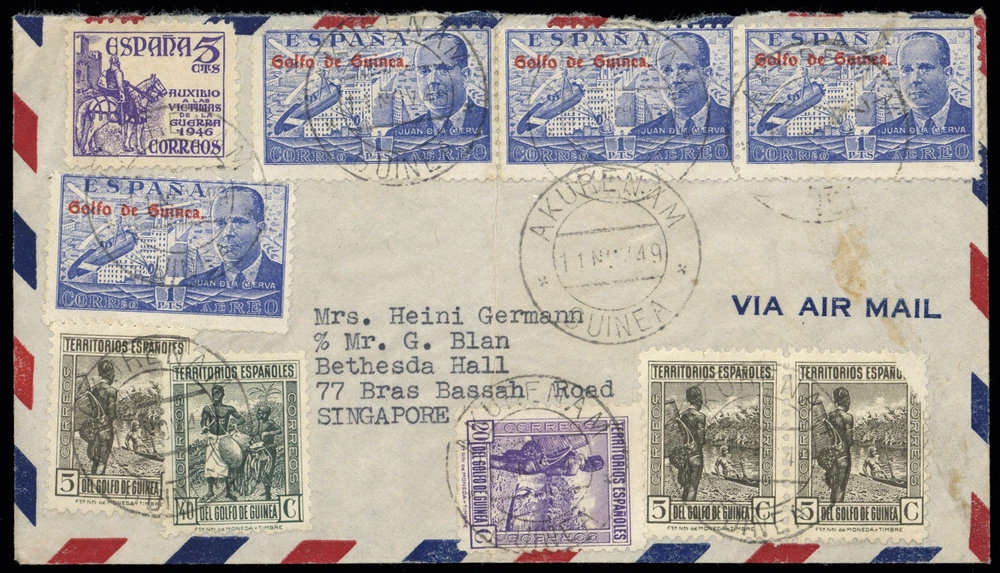 ESPAÑA 5
CTS
AUXILIO
A LAS
VICTIMAS
DE LA
GUERRA
1946
CORREOS
ESPAÑA
Golfo de Guinea.
JUAN DE LA CIERVA
CORREO 1 PTS AEREO
ESPAÑA
Golfo de Guinea.
JUAN DE LA CIERVA
CORREO 1 PTS AEREO
ESPAÑA
Golfo de Guinea.
JUAN DE LA CIERVA
CORREO 1 PTS AEREO
ESPAÑA
Golfo de Guinea.
JUAN DE LA CIERVA
CORREO 1 PTS AEREO
AKURENAM
11 NOV 49
GUINEA
VIA AIR MAIL
Mrs. Heini Germann
% Mr. G. Blan
Bethesda Hall
77 Bras Bassah Road
SINGAPORE
TERRITORIOS ESPAÑOLES
CORREOS
5
DEL GOLFO DE GUINEA
TERRITORIOS ESPAÑOLES
CORREOS
CORREOS
40 DEL GOLFO DE GUINEA C
TERRITORIOS ESPAÑOLES
CORREO
20 DEL GOLFO DE GUINEA
TERRITORIOS ESPAÑOLES
CORREOS
5 DEL GOLFO DE GUINEA C
TERRITORIOS ESPAÑOL
CORREOS
5 DEL GOLFO DE GUINEA C